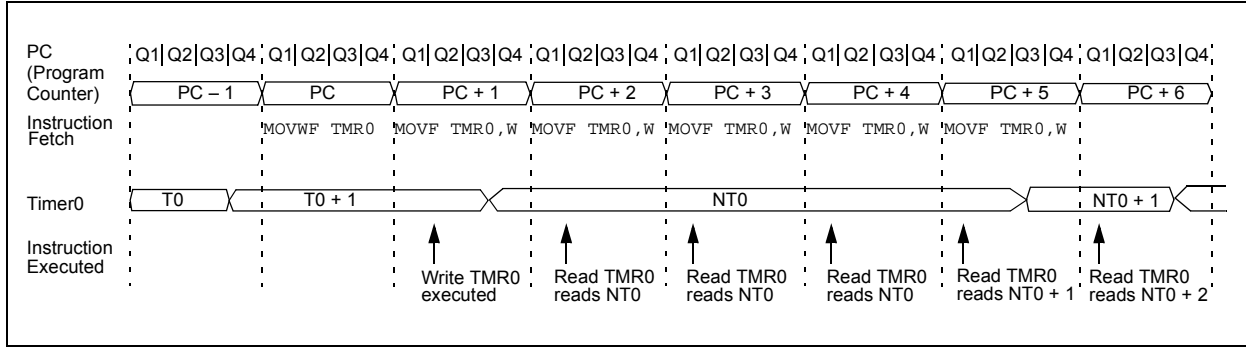 PC (Program Counter)
Q1 Q2 Q3 Q4 Q1 Q2 Q3 Q4 Q1 Q2 Q3 Q4 Q1 Q2 Q3 Q4 Q1 Q2 Q3 Q4 Q1 Q2 Q3 Q4 Q1 Q2 Q3 Q4 Q1 Q2 Q3 Q4
PC – 1 PC PC + 1 PC + 2 PC + 3 PC + 4 PC + 5 PC + 6
Instruction Fetch
MOVWF TMR0 MOVF TMR0,W MOVF TMR0,W MOVF TMR0,W MOVF TMR0,W MOVF TMR0,W
Timer0
T0 T0 + 1 NT0 NT0 + 1
Instruction Executed
Write TMR0 executed
Read TMR0 reads NT0
Read TMR0 reads NT0
Read TMR0 reads NT0
Read TMR0 reads NT0 + 1
Read TMR0 reads NT0 + 2